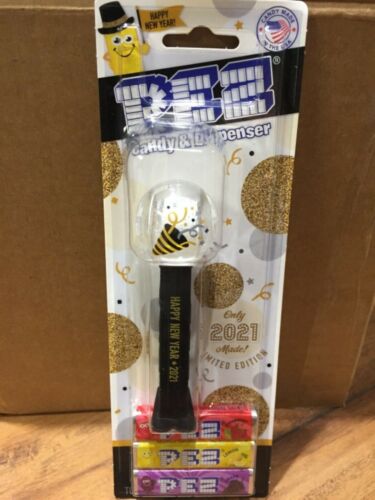 HAPPY
NEW YEAR!
CANDY MADE
IN THE USA
PEZ®
Candy & Dispenser
HAPPY NEW YEAR ★ 2021
Only
2021
Made!
LIMITED EDITION
PEZ
PEZ
PEZ